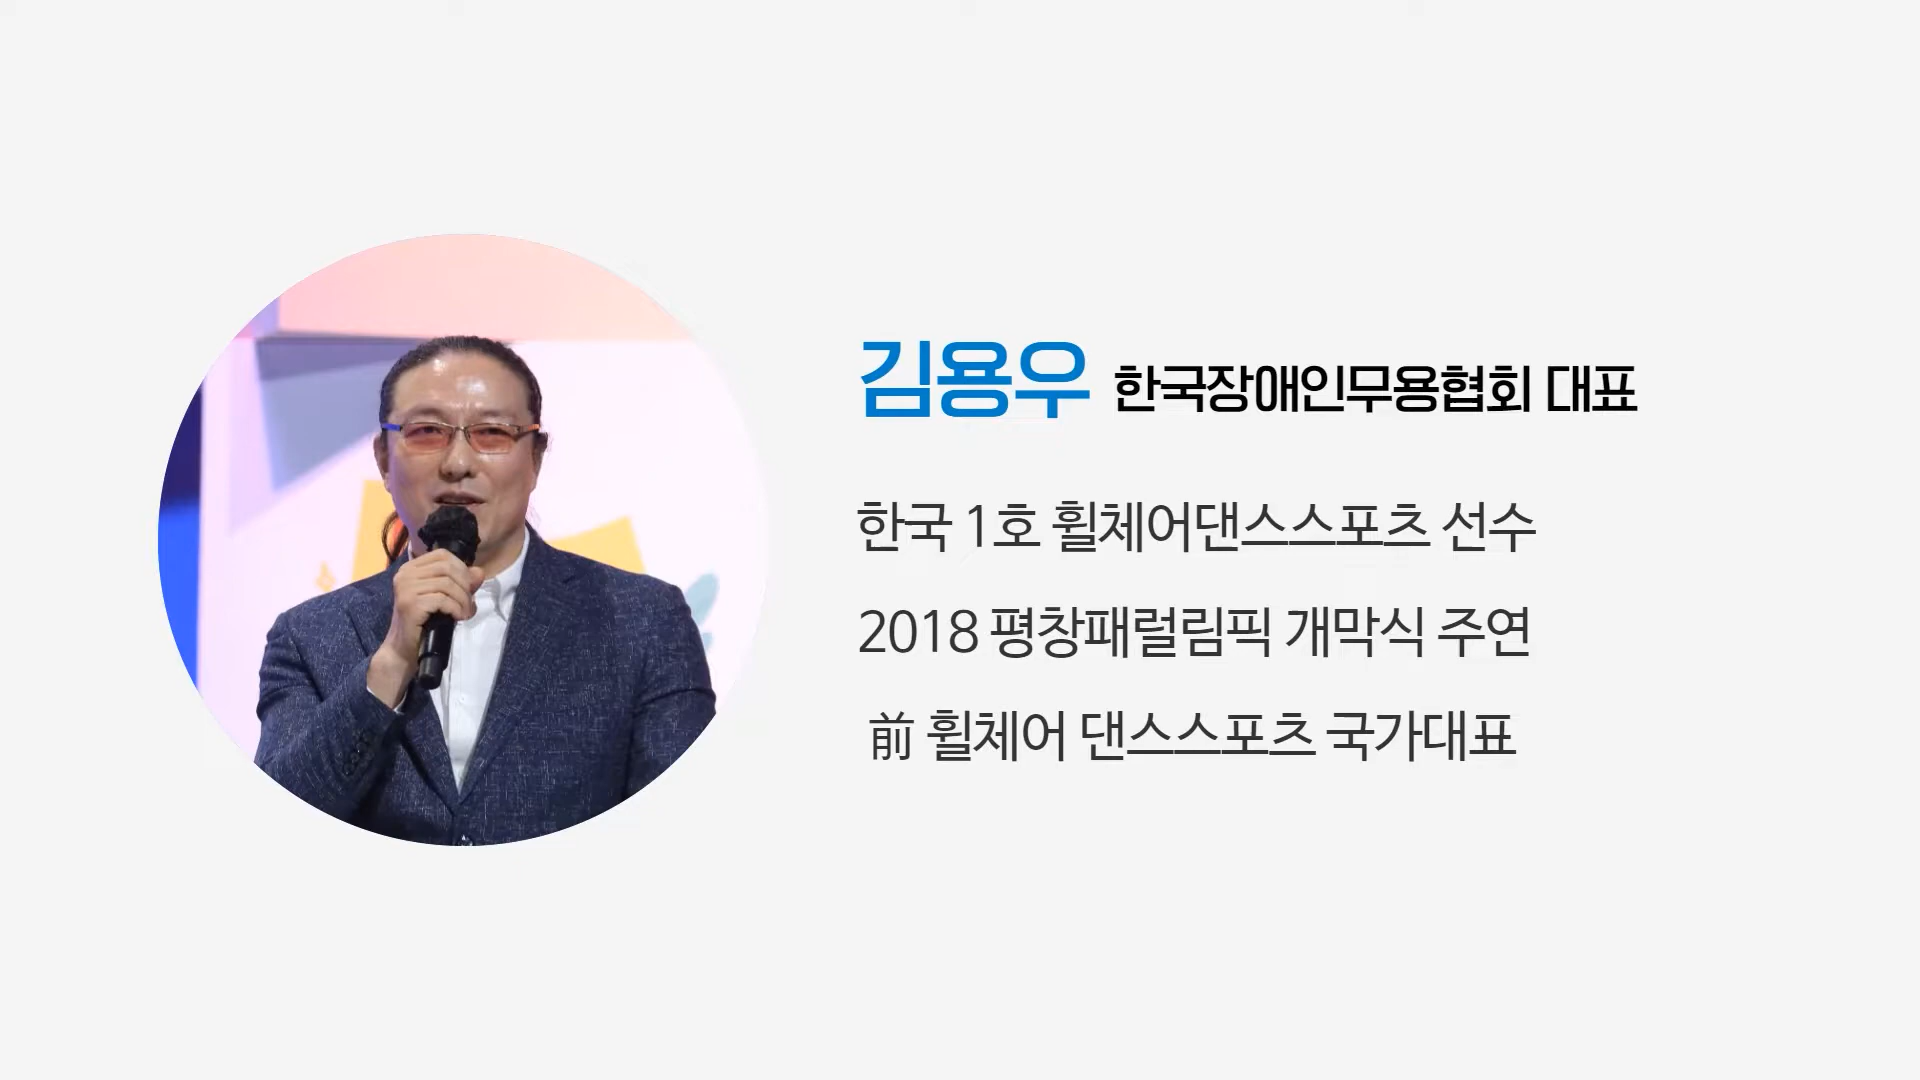 김용우 한국장애인무용협회 대표
한국 1호 휠체어댄스스포츠 선수
2018 평창패럴림픽 개막식 주연
前 휠체어 댄스스포츠 국가대표